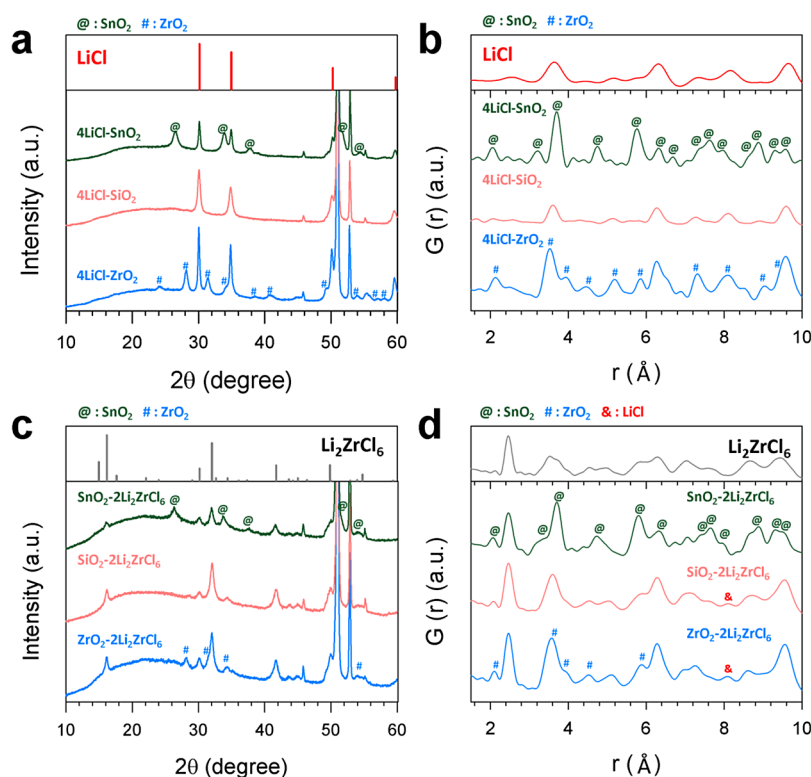 @ : SnO₂ # : ZrO₂
a
LiCl
@
@
@
@
@
4LiCl-SnO₂
4LiCl-SiO₂
4LiCl-ZrO₂
#
#
#
#
#
#
#
#
#
#
Intensity (a.u.)
10 20 30 40 50 60
2θ (degree)
b
LiCl
4LiCl-SnO₂
@
@
@
@
@
@
@
@
@
@
@
@
@
@
4LiCl-SiO₂
4LiCl-ZrO₂
#
#
#
#
#
#
#
#
#
#
G (r) (a.u.)
2 4 6 8 10
r (Å)
@ : SnO₂ # : ZrO₂
c
Li₂ZrCl₆
SnO₂-2Li₂ZrCl₆
@
@
@
@
@
SiO₂-2Li₂ZrCl₆
ZrO₂-2Li₂ZrCl₆
#
#
#
#
#
Intensity (a.u.)
10 20 30 40 50 60
2θ (degree)
@ : SnO₂ # : ZrO₂ & : LiCl
d
Li₂ZrCl₆
SnO₂-2Li₂ZrCl₆
@
@
@
@
@
@
@
@
@
@
@
@
SiO₂-2Li₂ZrCl₆
&
ZrO₂-2Li₂ZrCl₆
#
#
#
#
#
&
G (r) (a.u.)
2 4 6 8 10
r (Å)